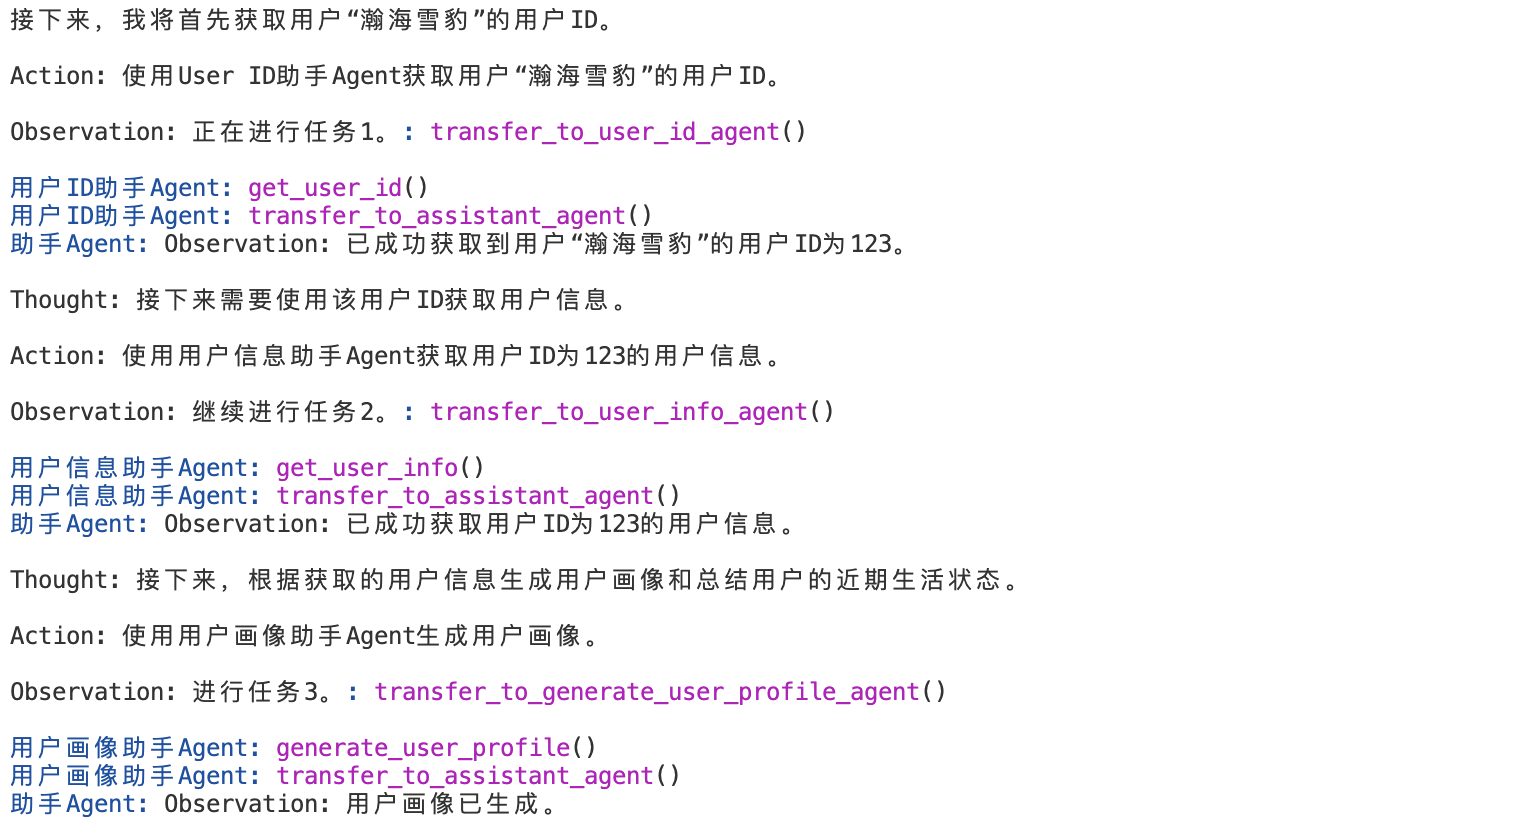 接下来，我将首先获取用户“瀚海雪豹”的用户ID。
Action: 使用User ID助手Agent获取用户“瀚海雪豹”的用户ID。
Observation: 正在进行任务1。: transfer_to_user_id_agent()
用户ID助手Agent: get_user_id()
用户ID助手Agent: transfer_to_assistant_agent()
助手Agent: Observation: 已成功获取到用户“瀚海雪豹”的用户ID为123。
Thought: 接下来需要使用该用户ID获取用户信息。
Action: 使用用户信息助手Agent获取用户ID为123的用户信息。
Observation: 继续进行任务2。: transfer_to_user_info_agent()
用户信息助手Agent: get_user_info()
用户信息助手Agent: transfer_to_assistant_agent()
助手Agent: Observation: 已成功获取用户ID为123的用户信息。
Thought: 接下来，根据获取的用户信息生成用户画像和总结用户的近期生活状态。
Action: 使用用户画像助手Agent生成用户画像。
Observation: 进行任务3。: transfer_to_generate_user_profile_agent()
用户画像助手Agent: generate_user_profile()
用户画像助手Agent: transfer_to_assistant_agent()
助手Agent: Observation: 用户画像已生成。